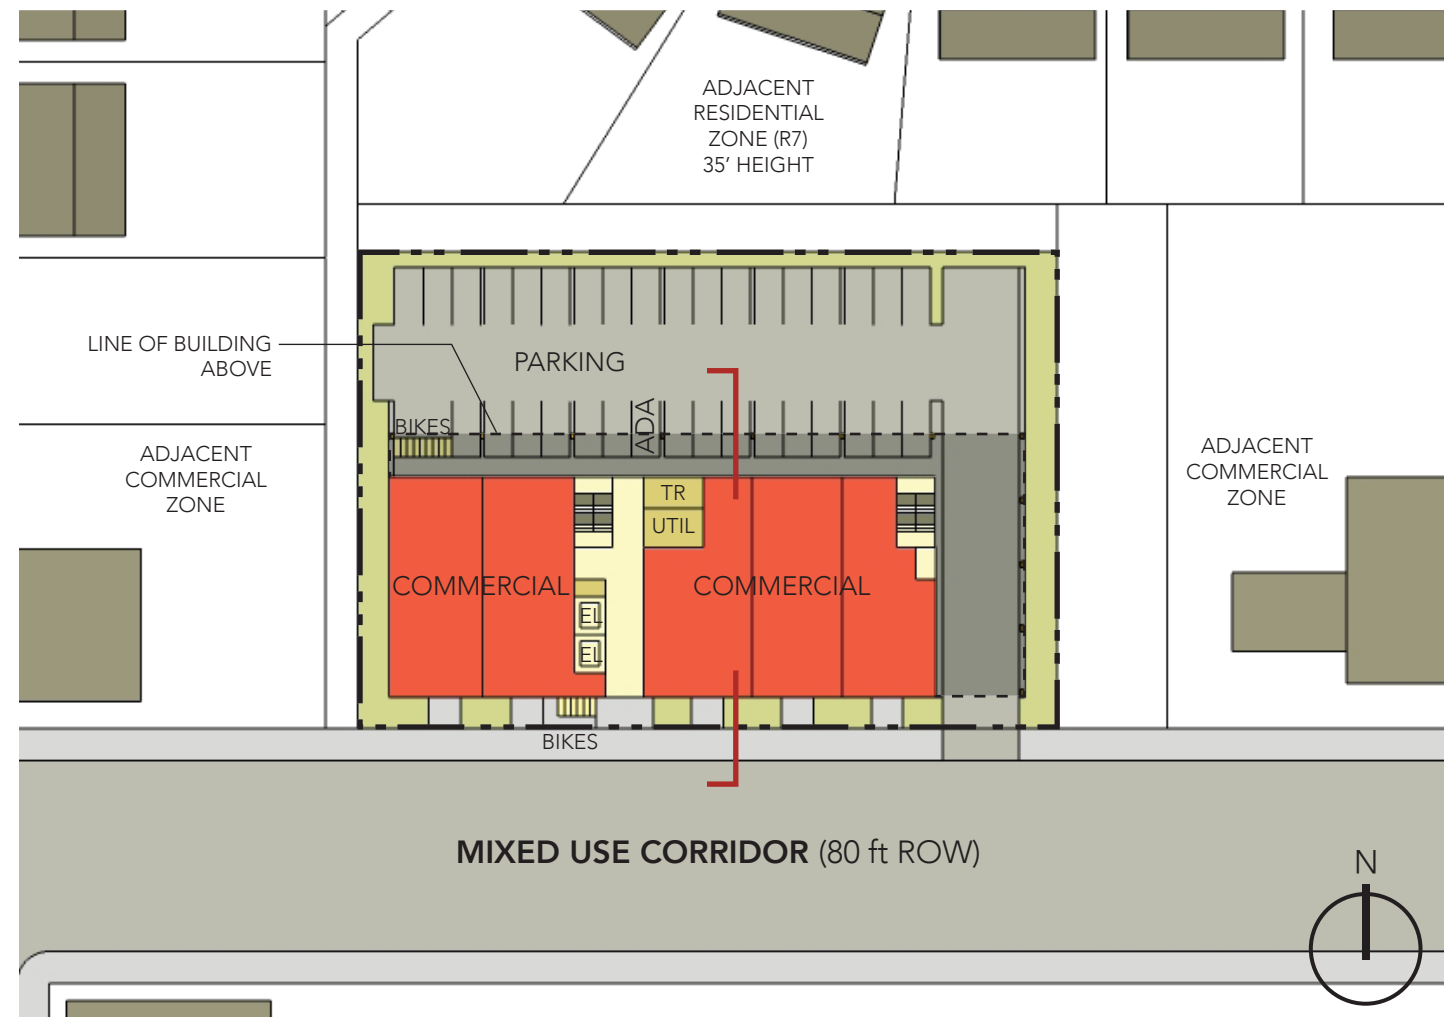 ADJACENT
RESIDENTIAL
ZONE (R7)
35’ HEIGHT
LINE OF BUILDING
ABOVE
PARKING
BIKES
ADA
ADJACENT
COMMERCIAL
ZONE
ADJACENT
COMMERCIAL
ZONE
TR
UTIL
COMMERCIAL
COMMERCIAL
EL
EL
BIKES
MIXED USE CORRIDOR (80 ft ROW)
N